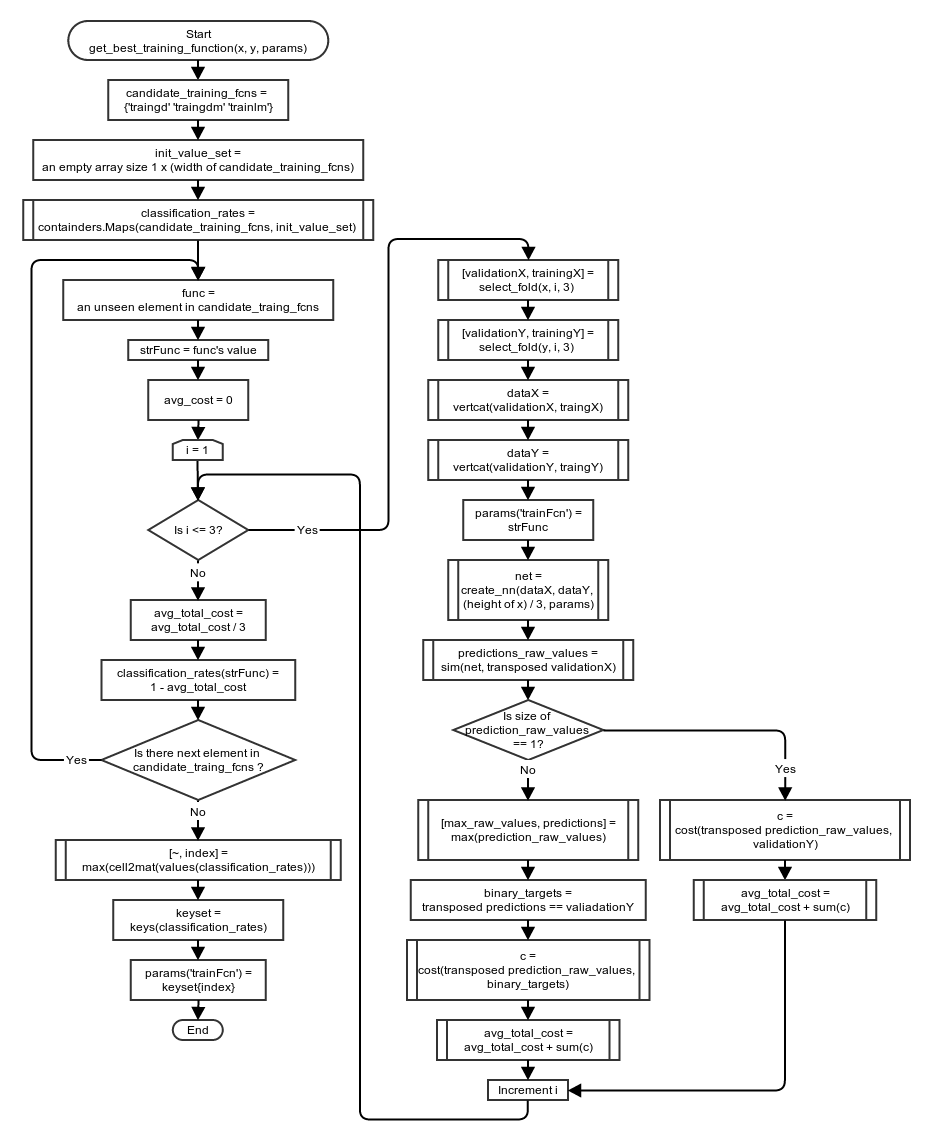 Start
get_best_training_function(x, y, params)
candidate_training_fcns =
{'traingd' 'traingdm' 'trainlm'}
init_value_set =
an empty array size 1 x (width of candidate_training_fcns)
classification_rates =
containders.Maps(candidate_training_fcns, init_value_set)
func =
an unseen element in candidate_traing_fcns
strFunc = func's value
avg_cost = 0
i = 1
Is i <= 3?
Yes
No
avg_total_cost =
avg_total_cost / 3
classification_rates(strFunc) =
1 - avg_total_cost
Is there next element in
candidate_traing_fcns ?
Yes
No
[~, index] =
max(cell2mat(values(classification_rates)))
keyset =
keys(classification_rates)
params('trainFcn') =
keyset{index}
End
[validationX, trainingX] =
select_fold(x, i, 3)
[validationY, trainingY] =
select_fold(y, i, 3)
dataX =
vertcat(validationX, traingX)
dataY =
vertcat(validationY, traingY)
params('trainFcn') =
strFunc
net =
create_nn(dataX, dataY,
(height of x) / 3, params)
predictions_raw_values =
sim(net, transposed validationX)
Is size of
prediction_raw_values
== 1?
No
Yes
[max_raw_values, predictions] =
max(prediction_raw_values)
binary_targets =
transposed predictions == valiadationY
c =
cost(transposed prediction_raw_values,
binary_targets)
avg_total_cost =
avg_total_cost + sum(c)
Increment i
c =
cost(transposed prediction_raw_values,
validationY)
avg_total_cost =
avg_total_cost + sum(c)